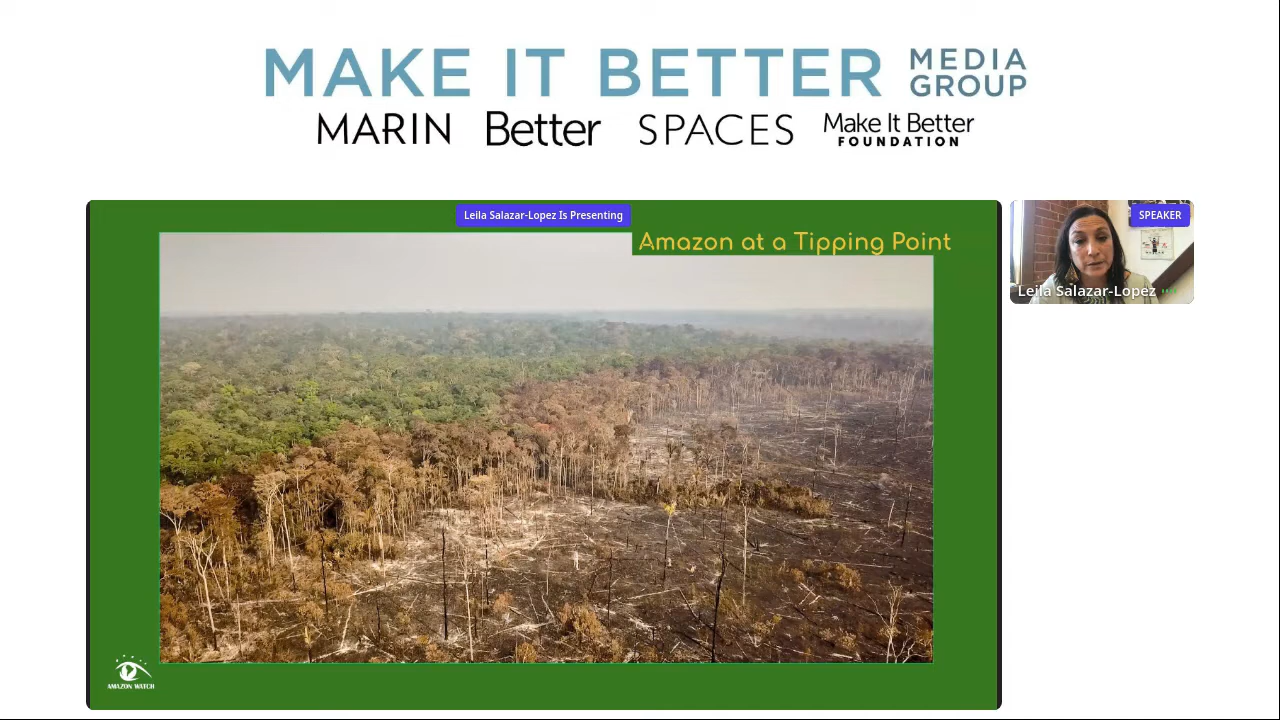 MAKE IT BETTER MEDIA GROUP
MARIN Better SPACES Make It Better FOUNDATION
Leila Salazar-Lopez Is Presenting
SPEAKER
Amazon at a Tipping Point
Leila Salazar-Lopez
AMAZON WATCH